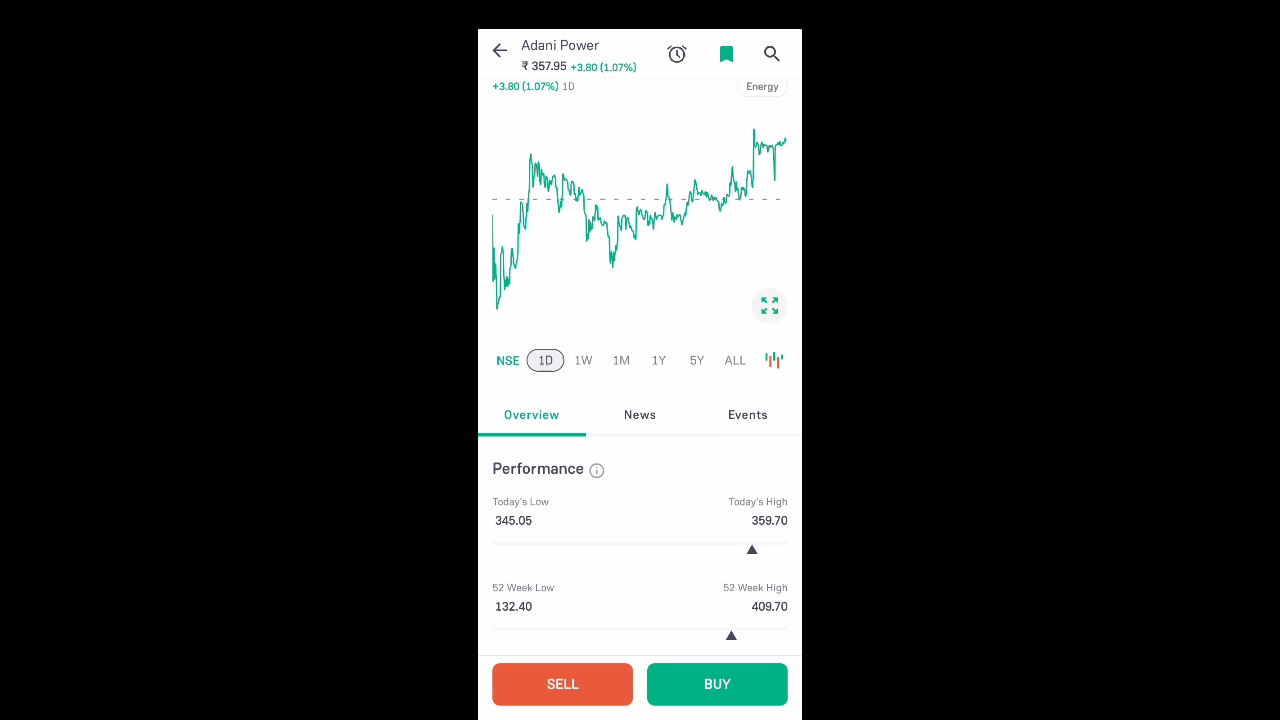 Adani Power
₹ 357.95 +3.80 (1.07%)
+3.80 (1.07%) 1D
Energy
NSE 1D 1W 1M 1Y 5Y ALL
Overview News Events
Performance
Today's Low Today's High
345.05 359.70
52 Week Low 52 Week High
132.40 409.70
SELL BUY